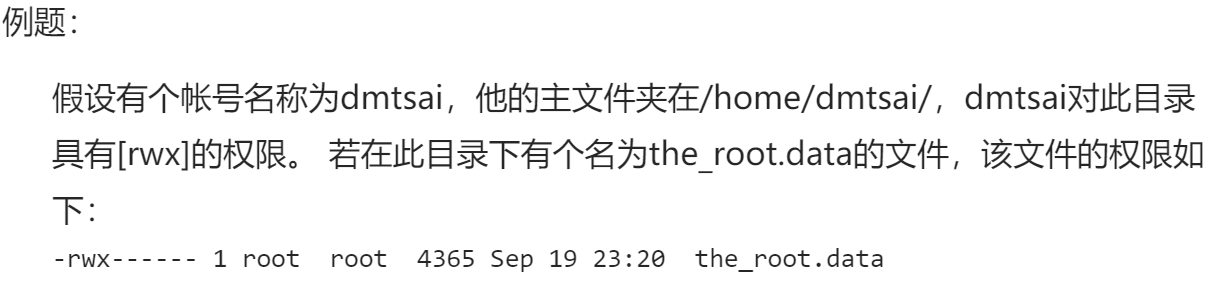 例题：
假设有个帐号名称为dmtsai，他的主文件夹在/home/dmtsai/，dmtsai对此目录
具有[rwx]的权限。 若在此目录下有个名为the_root.data的文件，该文件的权限如
下：
-rwx------ 1 root  root  4365 Sep 19 23:20  the_root.data